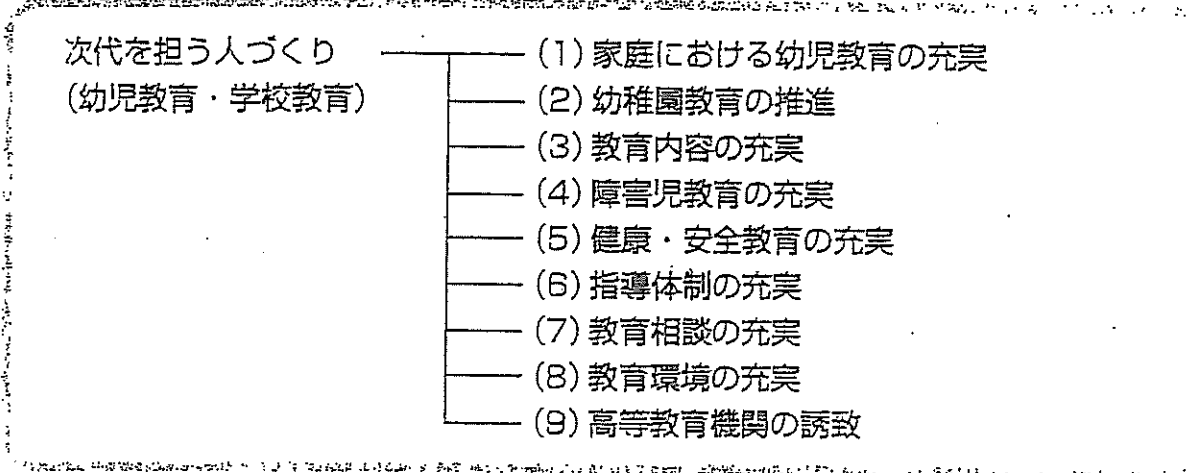 次代を担う人づくり
(幼児教育・学校教育)
(1)家庭における幼児教育の充実
(2)幼稚園教育の推進
(3)教育内容の充実
(4)障害児教育の充実
(5)健康・安全教育の充実
(6)指導体制の充実
(7)教育相談の充実
(8)教育環境の充実
(9)高等教育機関の誘致